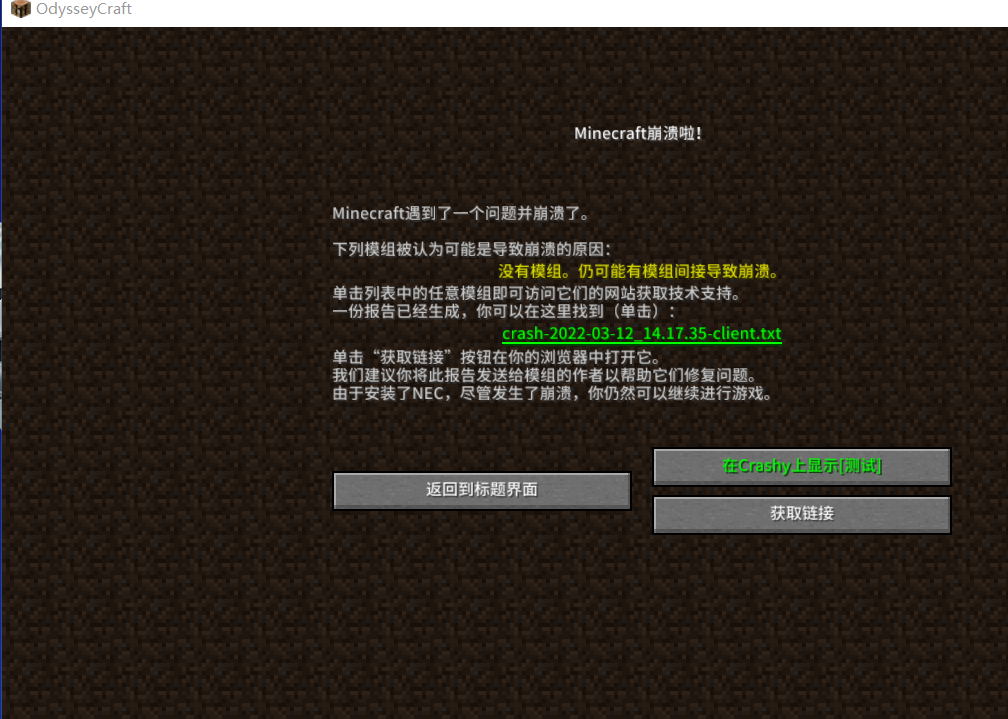 OdysseyCraft
Minecraft崩溃啦!
Minecraft遇到了一个问题并崩溃了。
下列模组被认为可能是导致崩溃的原因:
没有模组。仍可能有模组间接导致崩溃。
单击列表中的任意模组即可访问它们的网站获取技术支持。
一份报告已经生成，你可以在这里找到（单击）:
crash-2022-03-12_14.17.35-client.txt
单击“获取链接”按钮在你的浏览器中打开它。
我们建议你将此报告发送给模组的作者以帮助它们修复问题。
由于安装了NEC，尽管发生了崩溃，你仍然可以继续进行游戏。
在Crashy上显示[测试]
返回到标题界面
获取链接